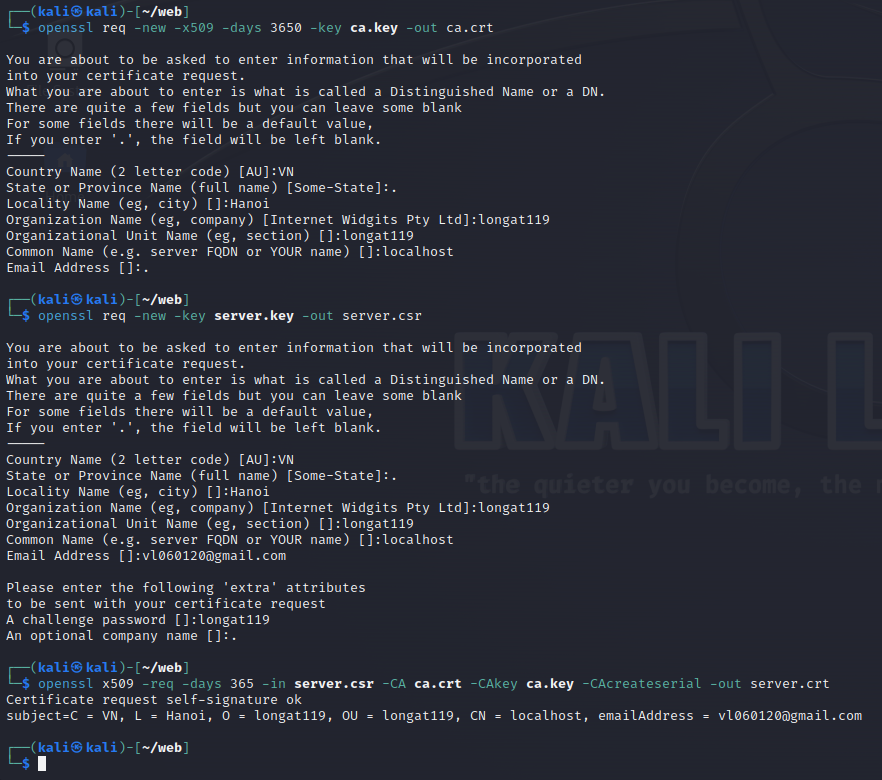 ┌──(kali㉿kali)-[~/web]
└─$ openssl req -new -x509 -days 3650 -key ca.key -out ca.crt
You are about to be asked to enter information that will be incorporated
into your certificate request.
What you are about to enter is what is called a Distinguished Name or a DN.
There are quite a few fields but you can leave some blank
For some fields there will be a default value,
If you enter '.', the field will be left blank.
-----
Country Name (2 letter code) [AU]:VN
State or Province Name (full name) [Some-State]:.
Locality Name (eg, city) []:Hanoi
Organization Name (eg, company) [Internet Widgits Pty Ltd]:longat119
Organizational Unit Name (eg, section) []:longat119
Common Name (e.g. server FQDN or YOUR name) []:localhost
Email Address []:.
┌──(kali㉿kali)-[~/web]
└─$ openssl req -new -key server.key -out server.csr
You are about to be asked to enter information that will be incorporated
into your certificate request.
What you are about to enter is what is called a Distinguished Name or a DN.
There are quite a few fields but you can leave some blank
For some fields there will be a default value,
If you enter '.', the field will be left blank.
-----
Country Name (2 letter code) [AU]:VN
State or Province Name (full name) [Some-State]:.
Locality Name (eg, city) []:Hanoi
Organization Name (eg, company) [Internet Widgits Pty Ltd]:longat119
Organizational Unit Name (eg, section) []:longat119
Common Name (e.g. server FQDN or YOUR name) []:localhost
Email Address []:vl060120@gmail.com
Please enter the following 'extra' attributes
to be sent with your certificate request
A challenge password []:longat119
An optional company name []:.
┌──(kali㉿kali)-[~/web]
└─$ openssl x509 -req -days 365 -in server.csr -CA ca.crt -CAkey ca.key -CAcreateserial -out server.crt
Certificate request self-signature ok
subject=C = VN, L = Hanoi, O = longat119, OU = longat119, CN = localhost, emailAddress = vl060120@gmail.com
┌──(kali㉿kali)-[~/web]
└─$
KALI L
"the quieter you become, the